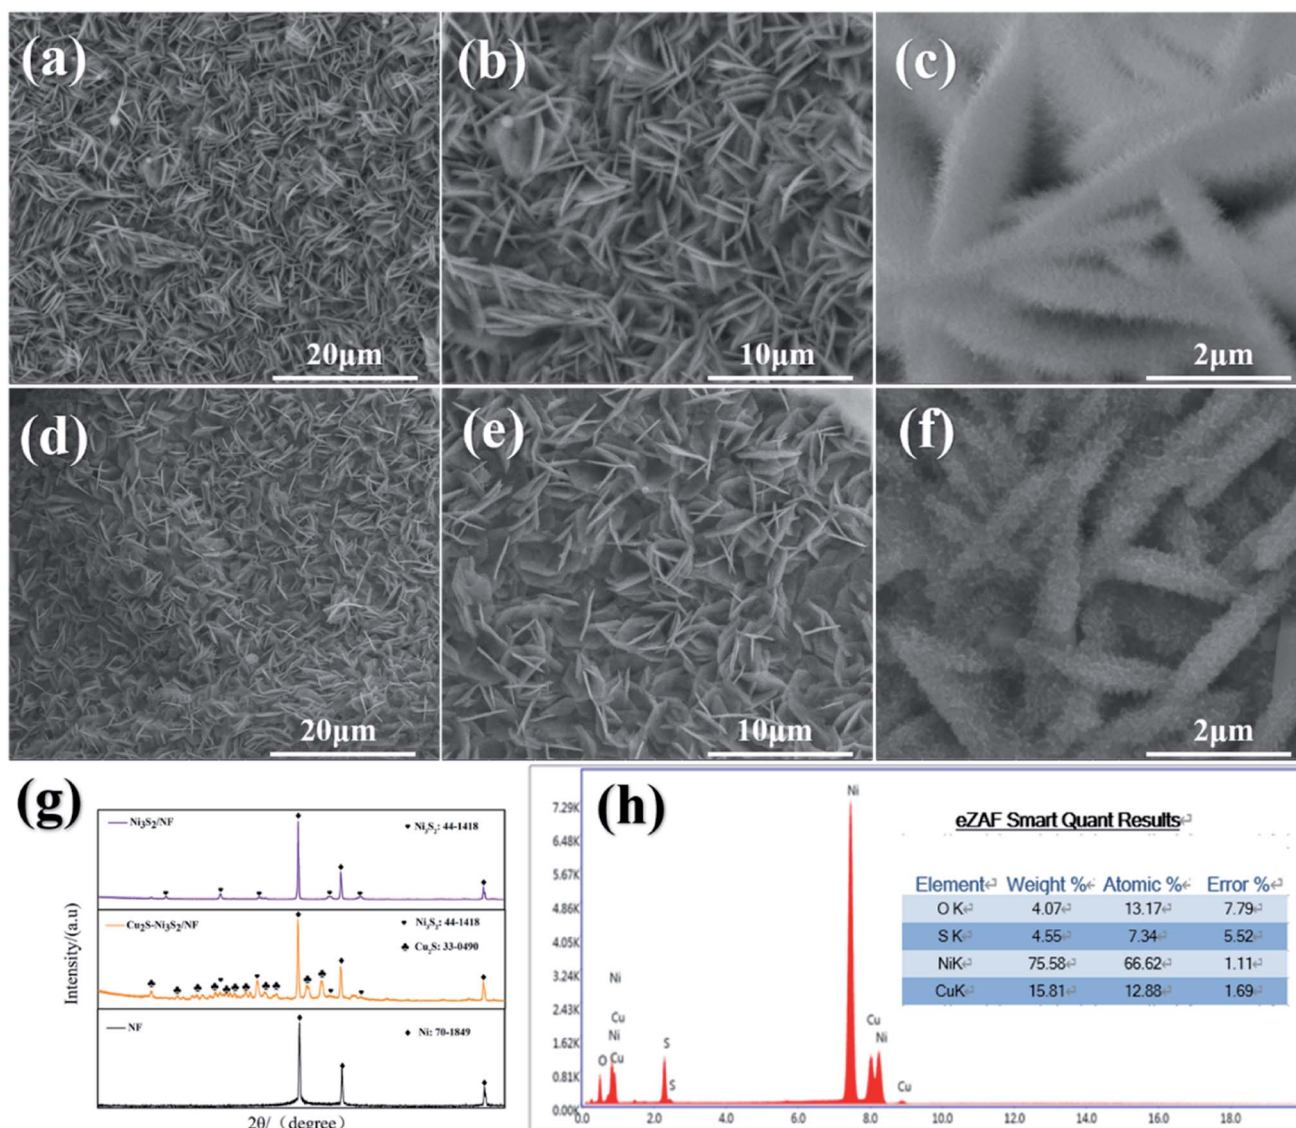 (a)
20μm
(b)
10μm
(c)
2μm
(d)
20μm
(e)
10μm
(f)
2μm
(g)
Ni3S2/NF
Ni3S2: 44-1418
Cu2S-Ni3S2/NF
Ni3S2: 44-1418
Cu2S: 33-0490
NF
Ni: 70-1849
Intensity/(a.u)
2θ/（degree）
(h)
7.29K
6.48K
5.67K
4.86K
4.05K
3.24K
2.43K
1.62K
0.81K
0.00K
0.0 2.0 4.0 6.0 8.0 10.0 12.0 14.0 16.0 18.0
Ni
Cu
Ni
O Cu
S
S
Ni
Cu
Ni
Cu
eZAF Smart Quant Results
Element Weight % Atomic % Error %
O K 4.07 13.17 7.79
S K 4.55 7.34 5.52
NiK 75.58 66.62 1.11
CuK 15.81 12.88 1.69